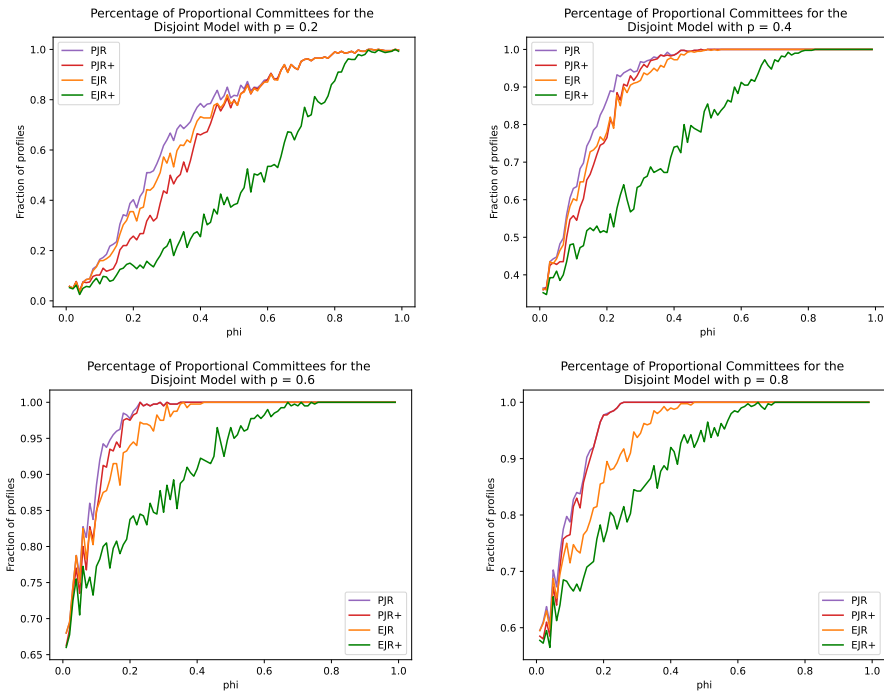 Percentage of Proportional Committees for the
Disjoint Model with p = 0.2
1.0
0.8
0.6
0.4
0.2
0.0
Fraction of profiles
PJR
PJR+
EJR
EJR+
0.0 0.2 0.4 0.6 0.8 1.0
phi
Percentage of Proportional Committees for the
Disjoint Model with p = 0.4
1.0
0.9
0.8
0.7
0.6
0.5
0.4
Fraction of profiles
PJR
PJR+
EJR
EJR+
0.0 0.2 0.4 0.6 0.8 1.0
phi
Percentage of Proportional Committees for the
Disjoint Model with p = 0.6
1.00
0.95
0.90
0.85
0.80
0.75
0.70
0.65
Fraction of profiles
PJR
PJR+
EJR
EJR+
0.0 0.2 0.4 0.6 0.8 1.0
phi
Percentage of Proportional Committees for the
Disjoint Model with p = 0.8
1.0
0.9
0.8
0.7
0.6
Fraction of profiles
PJR
PJR+
EJR
EJR+
0.0 0.2 0.4 0.6 0.8 1.0
phi